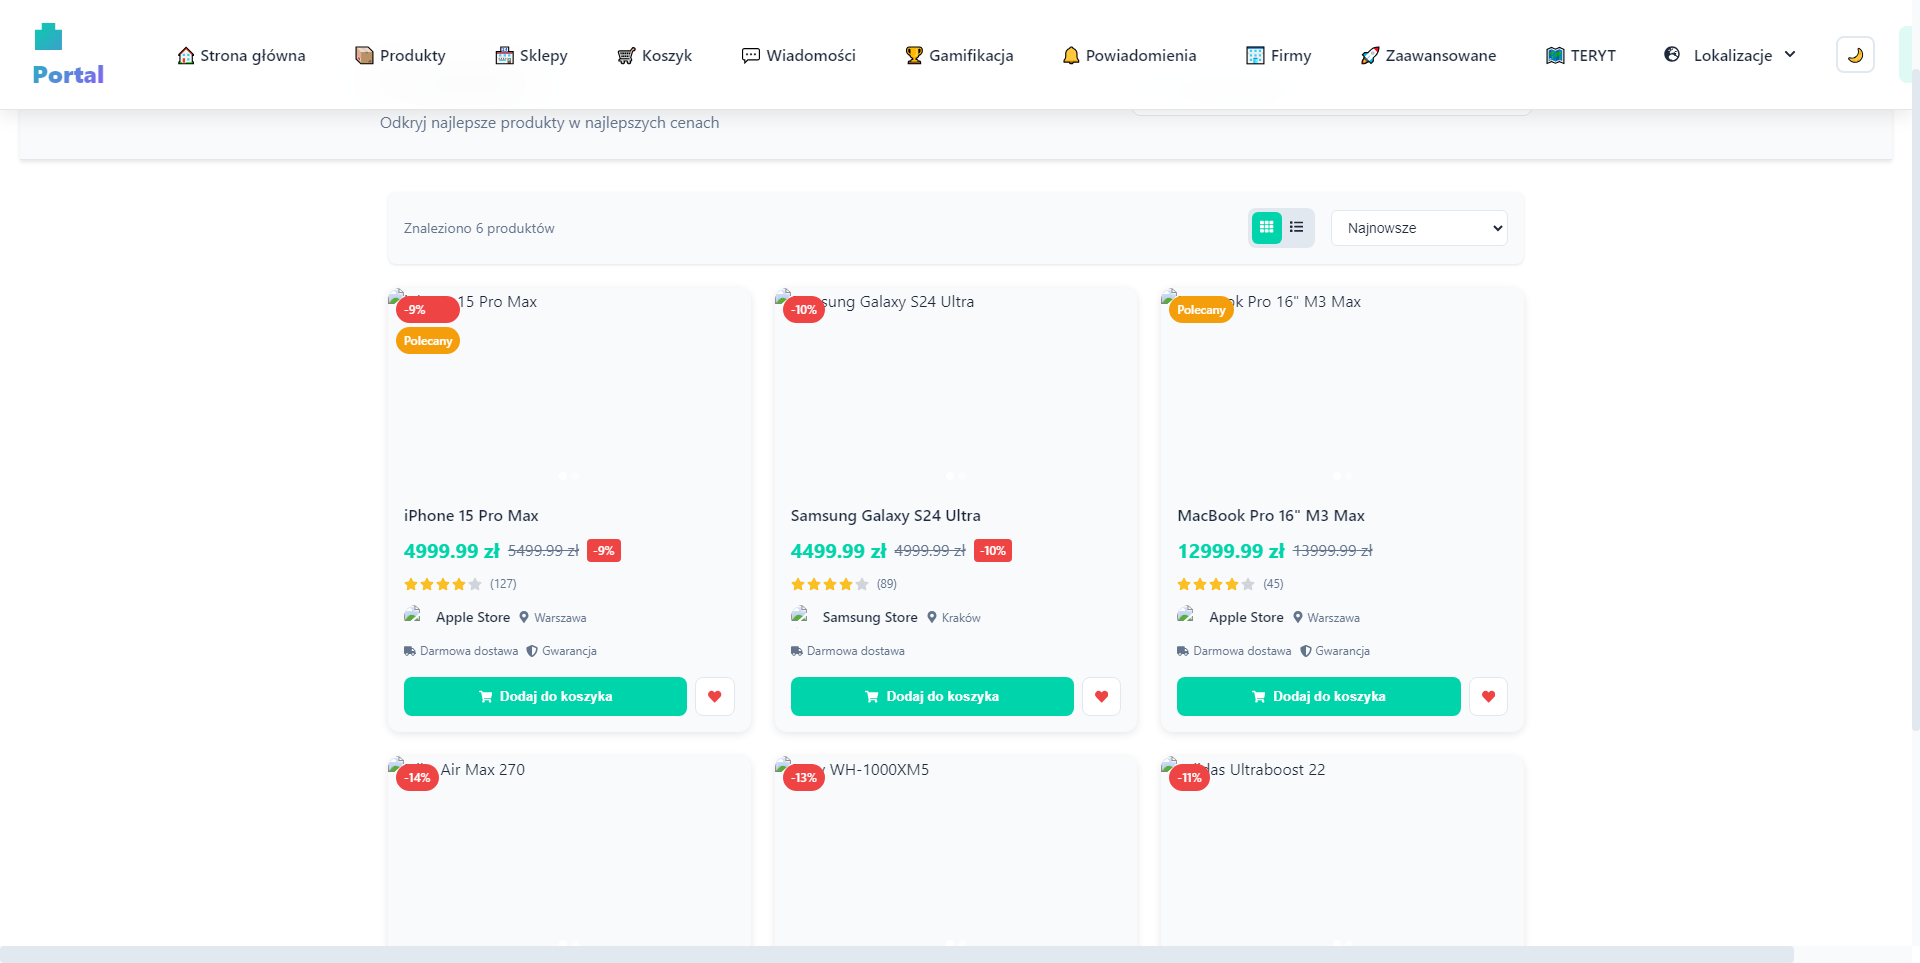 Portal
Strona główna
Produkty
Sklepy
Koszyk
Wiadomości
Gamifikacja
Powiadomienia
Firmy
Zaawansowane
TERYT
Lokalizacje
Odkryj najlepsze produkty w najlepszych cenach
Znaleziono 6 produktów
Najnowsze
15 Pro Max
-9%
Polecany
iPhone 15 Pro Max
4999.99 zł 5499.99 zł -9%
(127)
Apple Store Warszawa
Darmowa dostawa Gwarancja
Dodaj do koszyka
Galaxy S24 Ultra
-10%
Samsung Galaxy S24 Ultra
4499.99 zł 4999.99 zł -10%
(89)
Samsung Store Kraków
Darmowa dostawa
Dodaj do koszyka
Pro 16" M3 Max
Polecany
MacBook Pro 16" M3 Max
12999.99 zł 13999.99 zł
(45)
Apple Store Warszawa
Darmowa dostawa Gwarancja
Dodaj do koszyka
Air Max 270
-14%
WH-1000XM5
-13%
Ultraboost 22
-11%